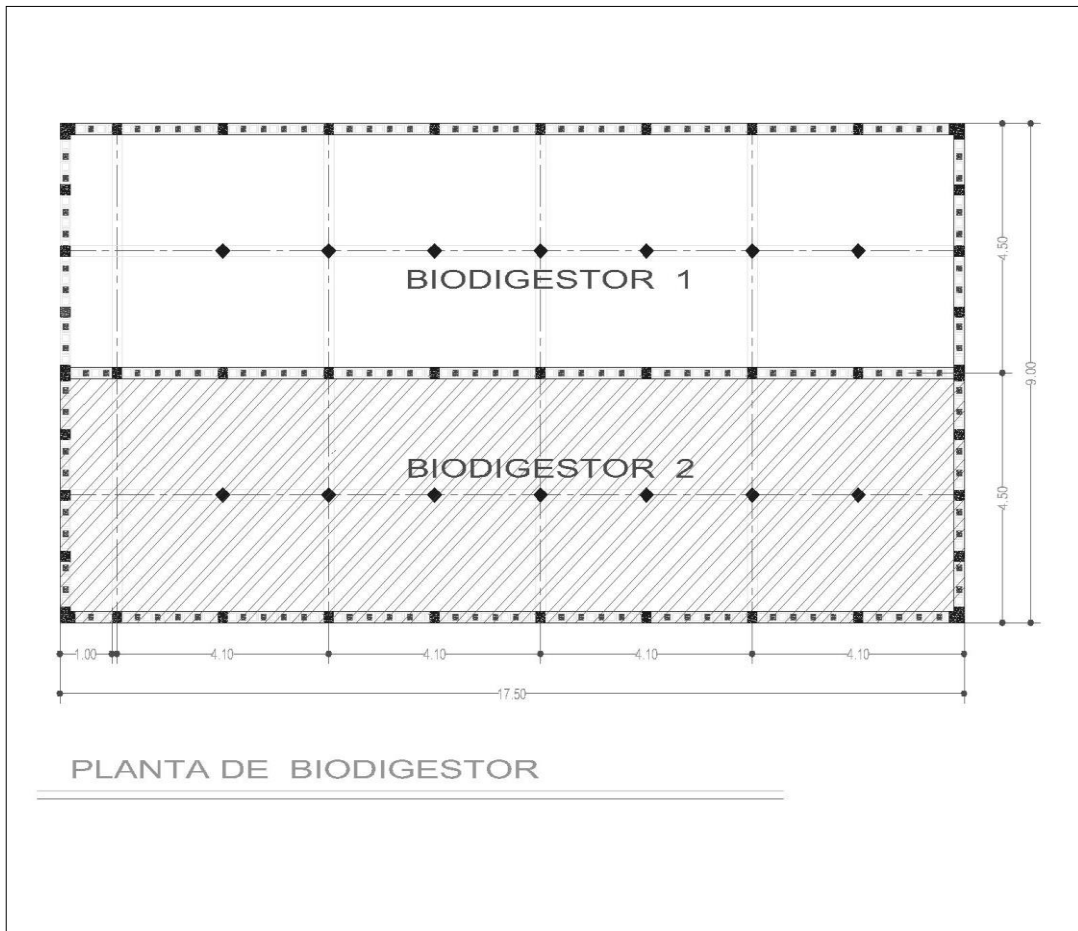 BIODIGESTOR 1
4.50
9.00
BIODIGESTOR 2
4.50
1.00 4.10 4.10 4.10 4.10
17.50
PLANTA DE BIODIGESTOR